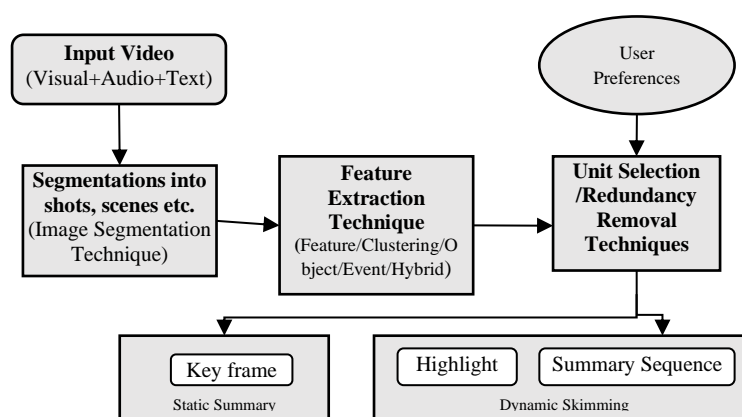 Input Video
(Visual+Audio+Text)
User
Preferences
Segmentations into
shots, scenes etc.
(Image Segmentation
Technique)
Feature
Extraction
Technique
(Feature/Clustering/O
bject/Event/Hybrid)
Unit Selection
/Redundancy
Removal
Techniques
Key frame
Static Summary
Highlight
Summary Sequence
Dynamic Skimming